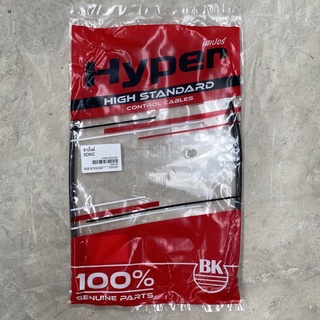 ไฮเปอร์
Hyper
HIGH STANDARD
CONTROL CABLES
SONIC
100%
GENUINE PARTS
BK